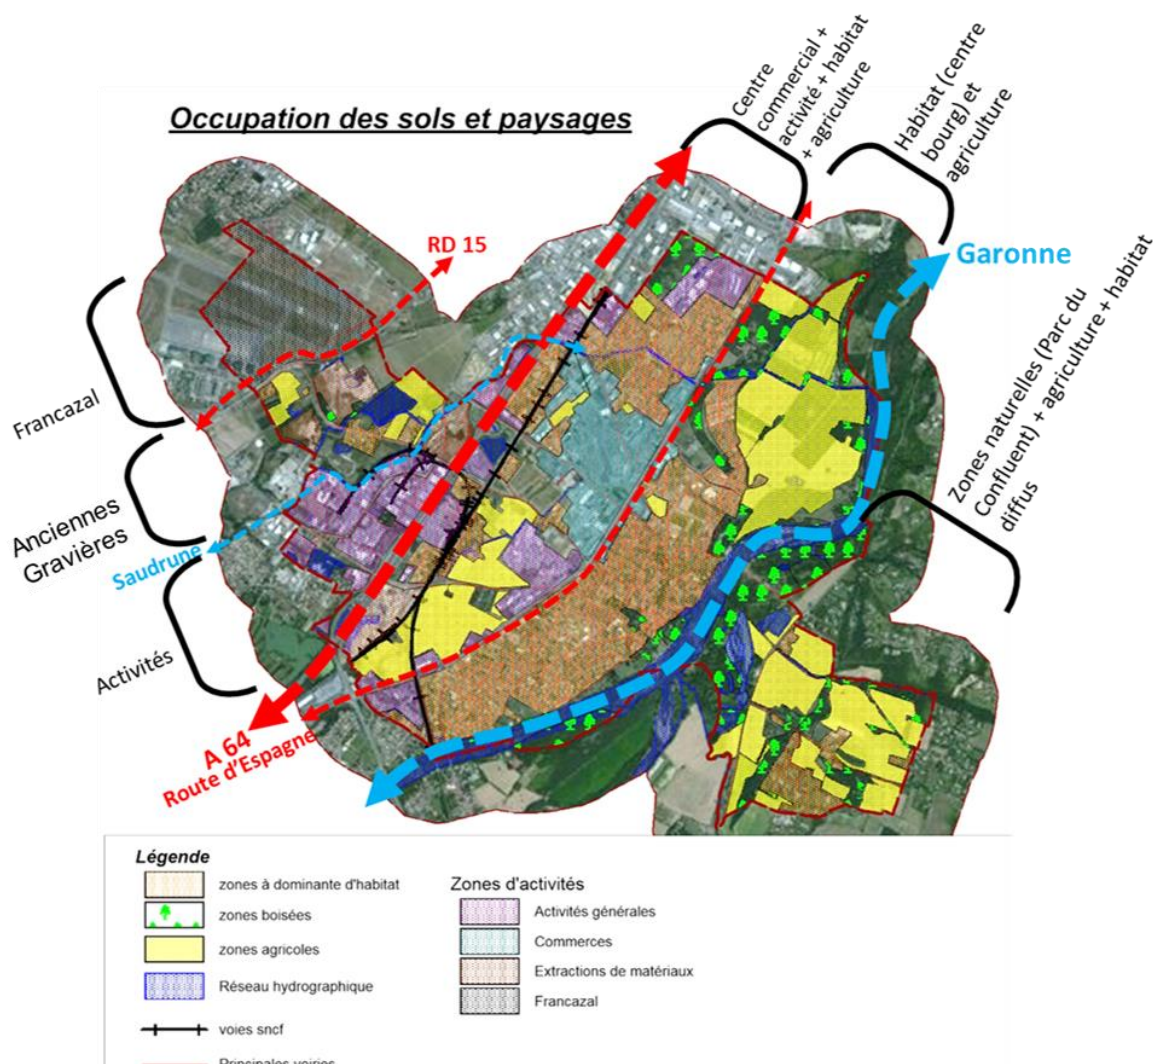 Occupation des sols et paysages
Centre
commercial +
activité + habitat
+ agriculture
Habitat (centre
bourg) et
agriculture
RD 15
Garonne
Zones naturelles (Parc du
Confluent) + agriculture + habitat
diffus
Francazal
Anciennes
Gravières
Saudrune
Activités
A 64
Route d'Espagne
Légende
zones à dominante d'habitat
zones boisées
zones agricoles
Réseau hydrographique
voies sncf
Principales voiries
Zones d'activités
Activités générales
Commerces
Extractions de matériaux
Francazal